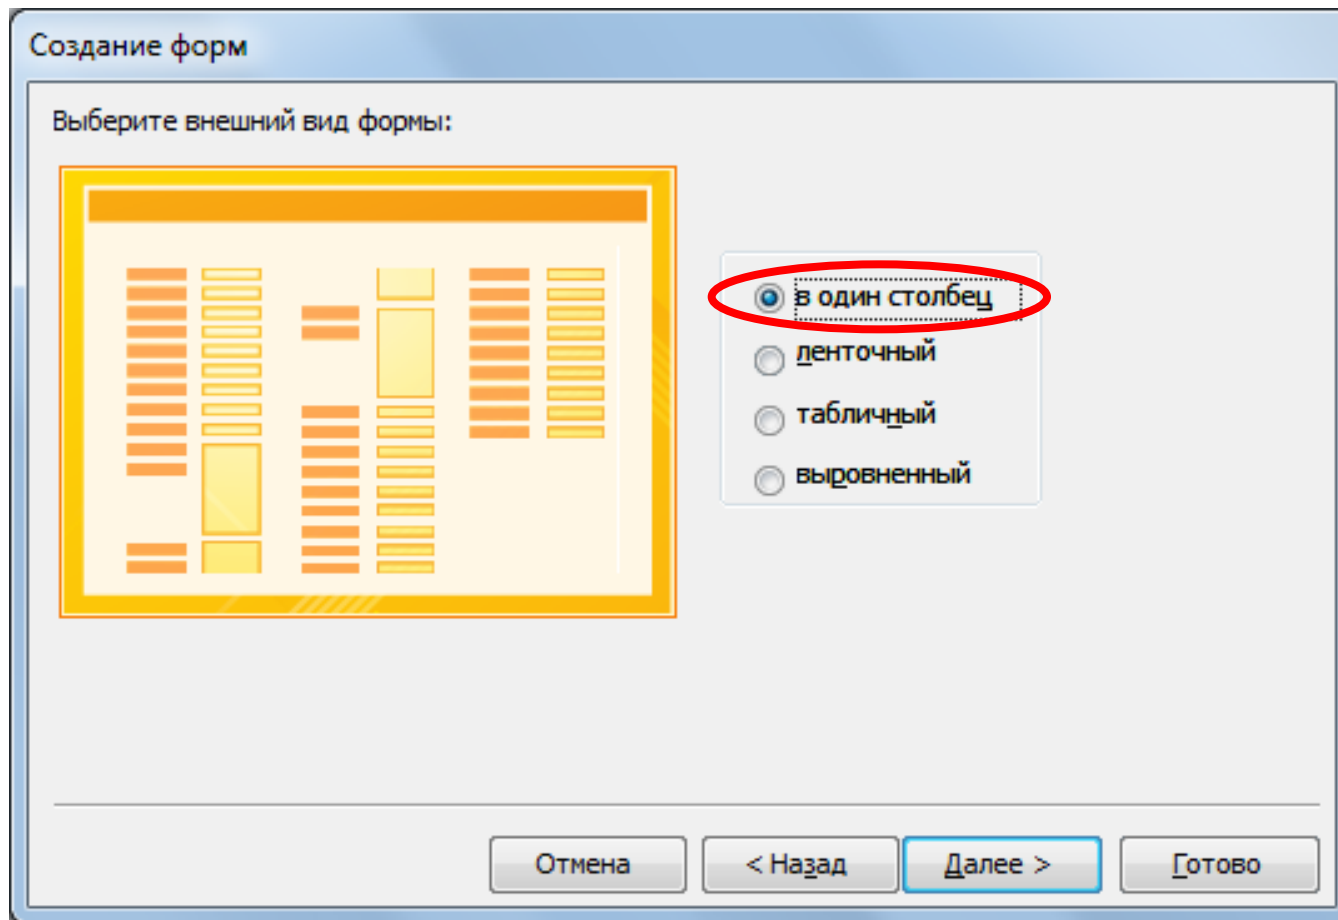 Создание форм
Выберите внешний вид формы:
в один столбец
ленточный
табличный
выровненный
Отмена
< Назад
Далее >
Готово